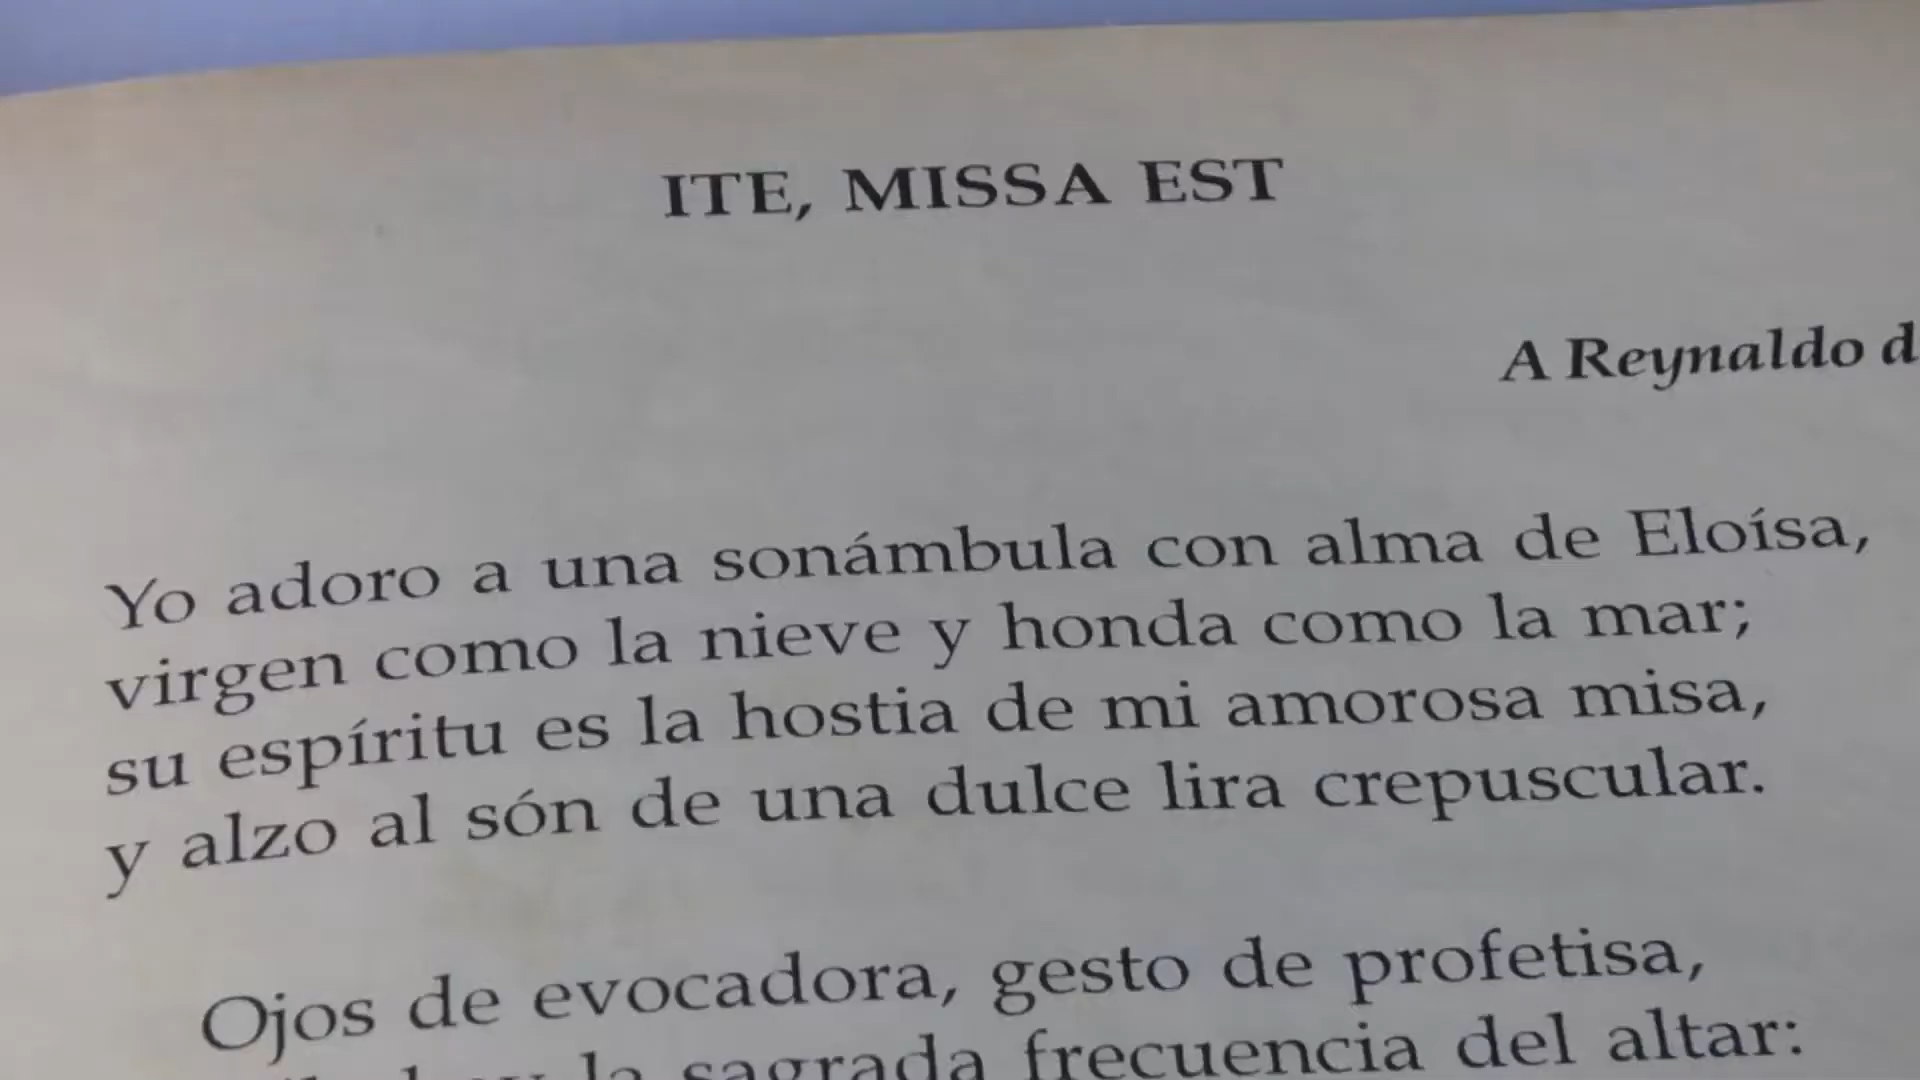 ITE, MISSA EST
A Reynaldo d
Yo adoro a una sonámbula con alma de Eloísa,
virgen como la nieve y honda como la mar;
su espíritu es la hostia de mi amorosa misa,
y alzo al són de una dulce lira crepuscular.
Ojos de evocadora, gesto de profetisa,
la sagrada frecuencia del altar: